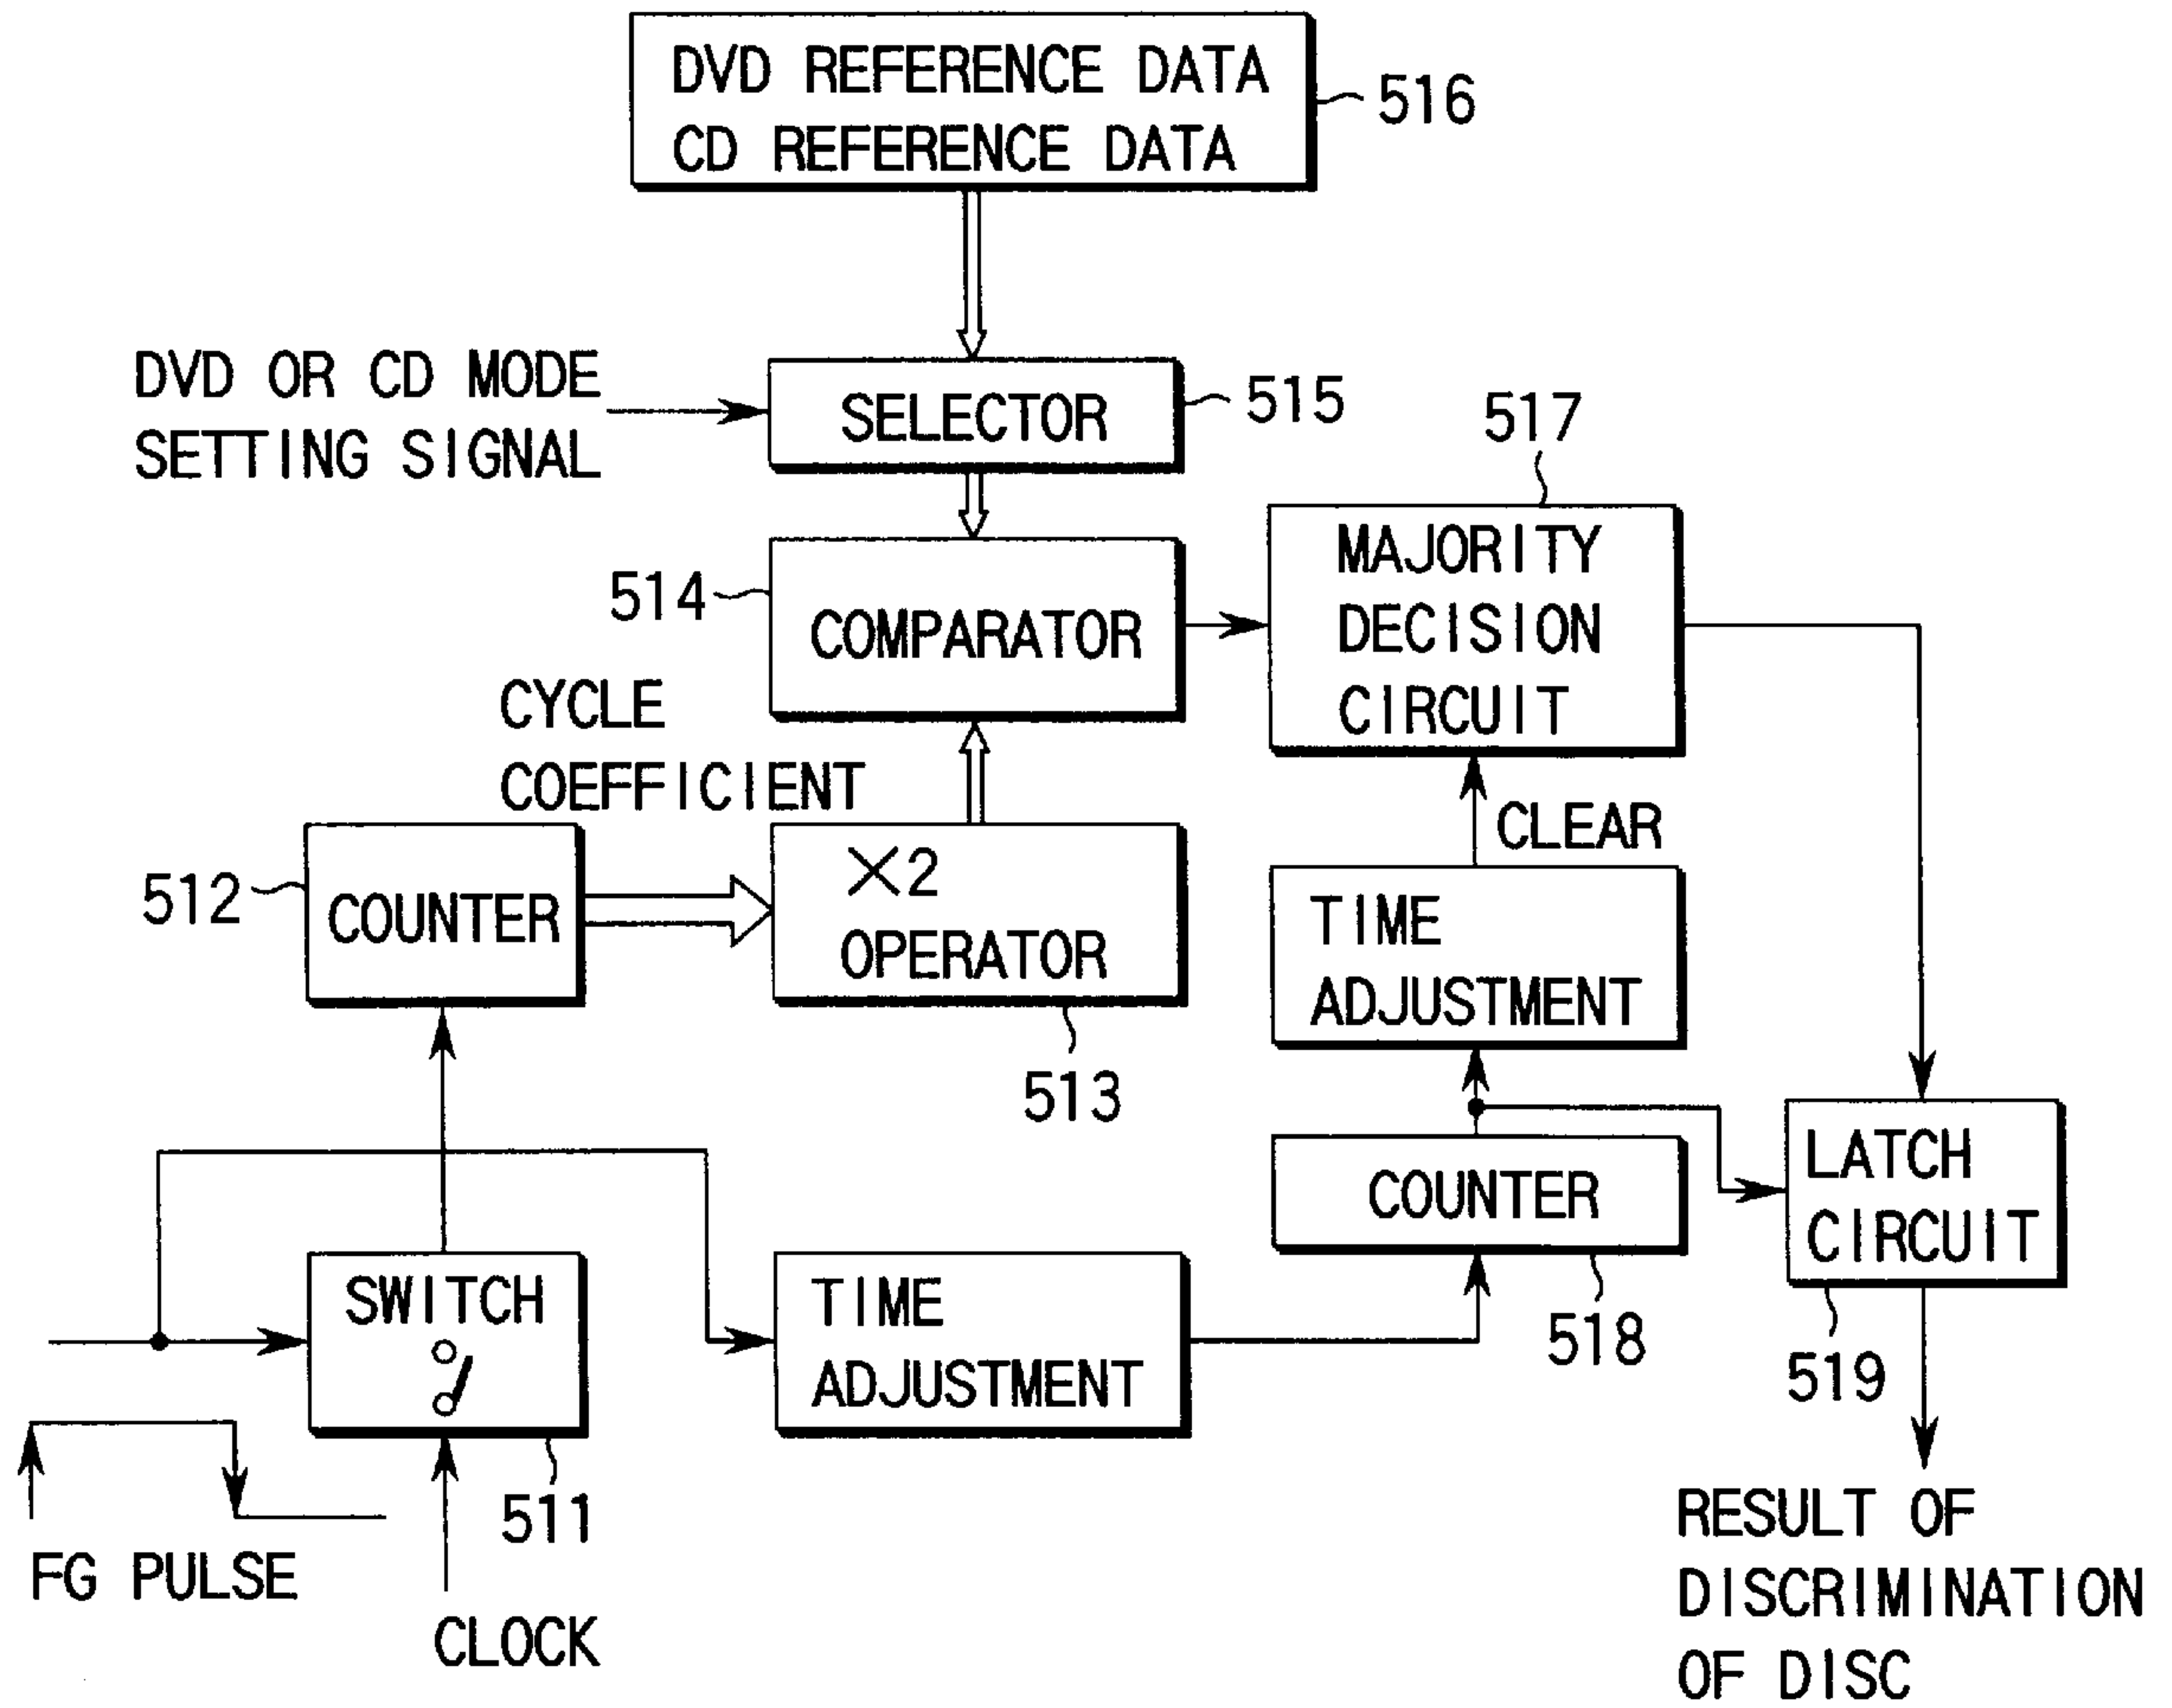 DVD REFERENCE DATA
CD REFERENCE DATA
516
DVD OR CD MODE
SETTING SIGNAL
SELECTOR
515
517
514
COMPARATOR
MAJORITY
DECISION
CIRCUIT
CYCLE
COEFFICIENT
CLEAR
512
COUNTER
×2
OPERATOR
513
TIME
ADJUSTMENT
COUNTER
518
LATCH
CIRCUIT
519
SWITCH
511
TIME
ADJUSTMENT
FG PULSE
CLOCK
RESULT OF
DISCRIMINATION
OF DISC